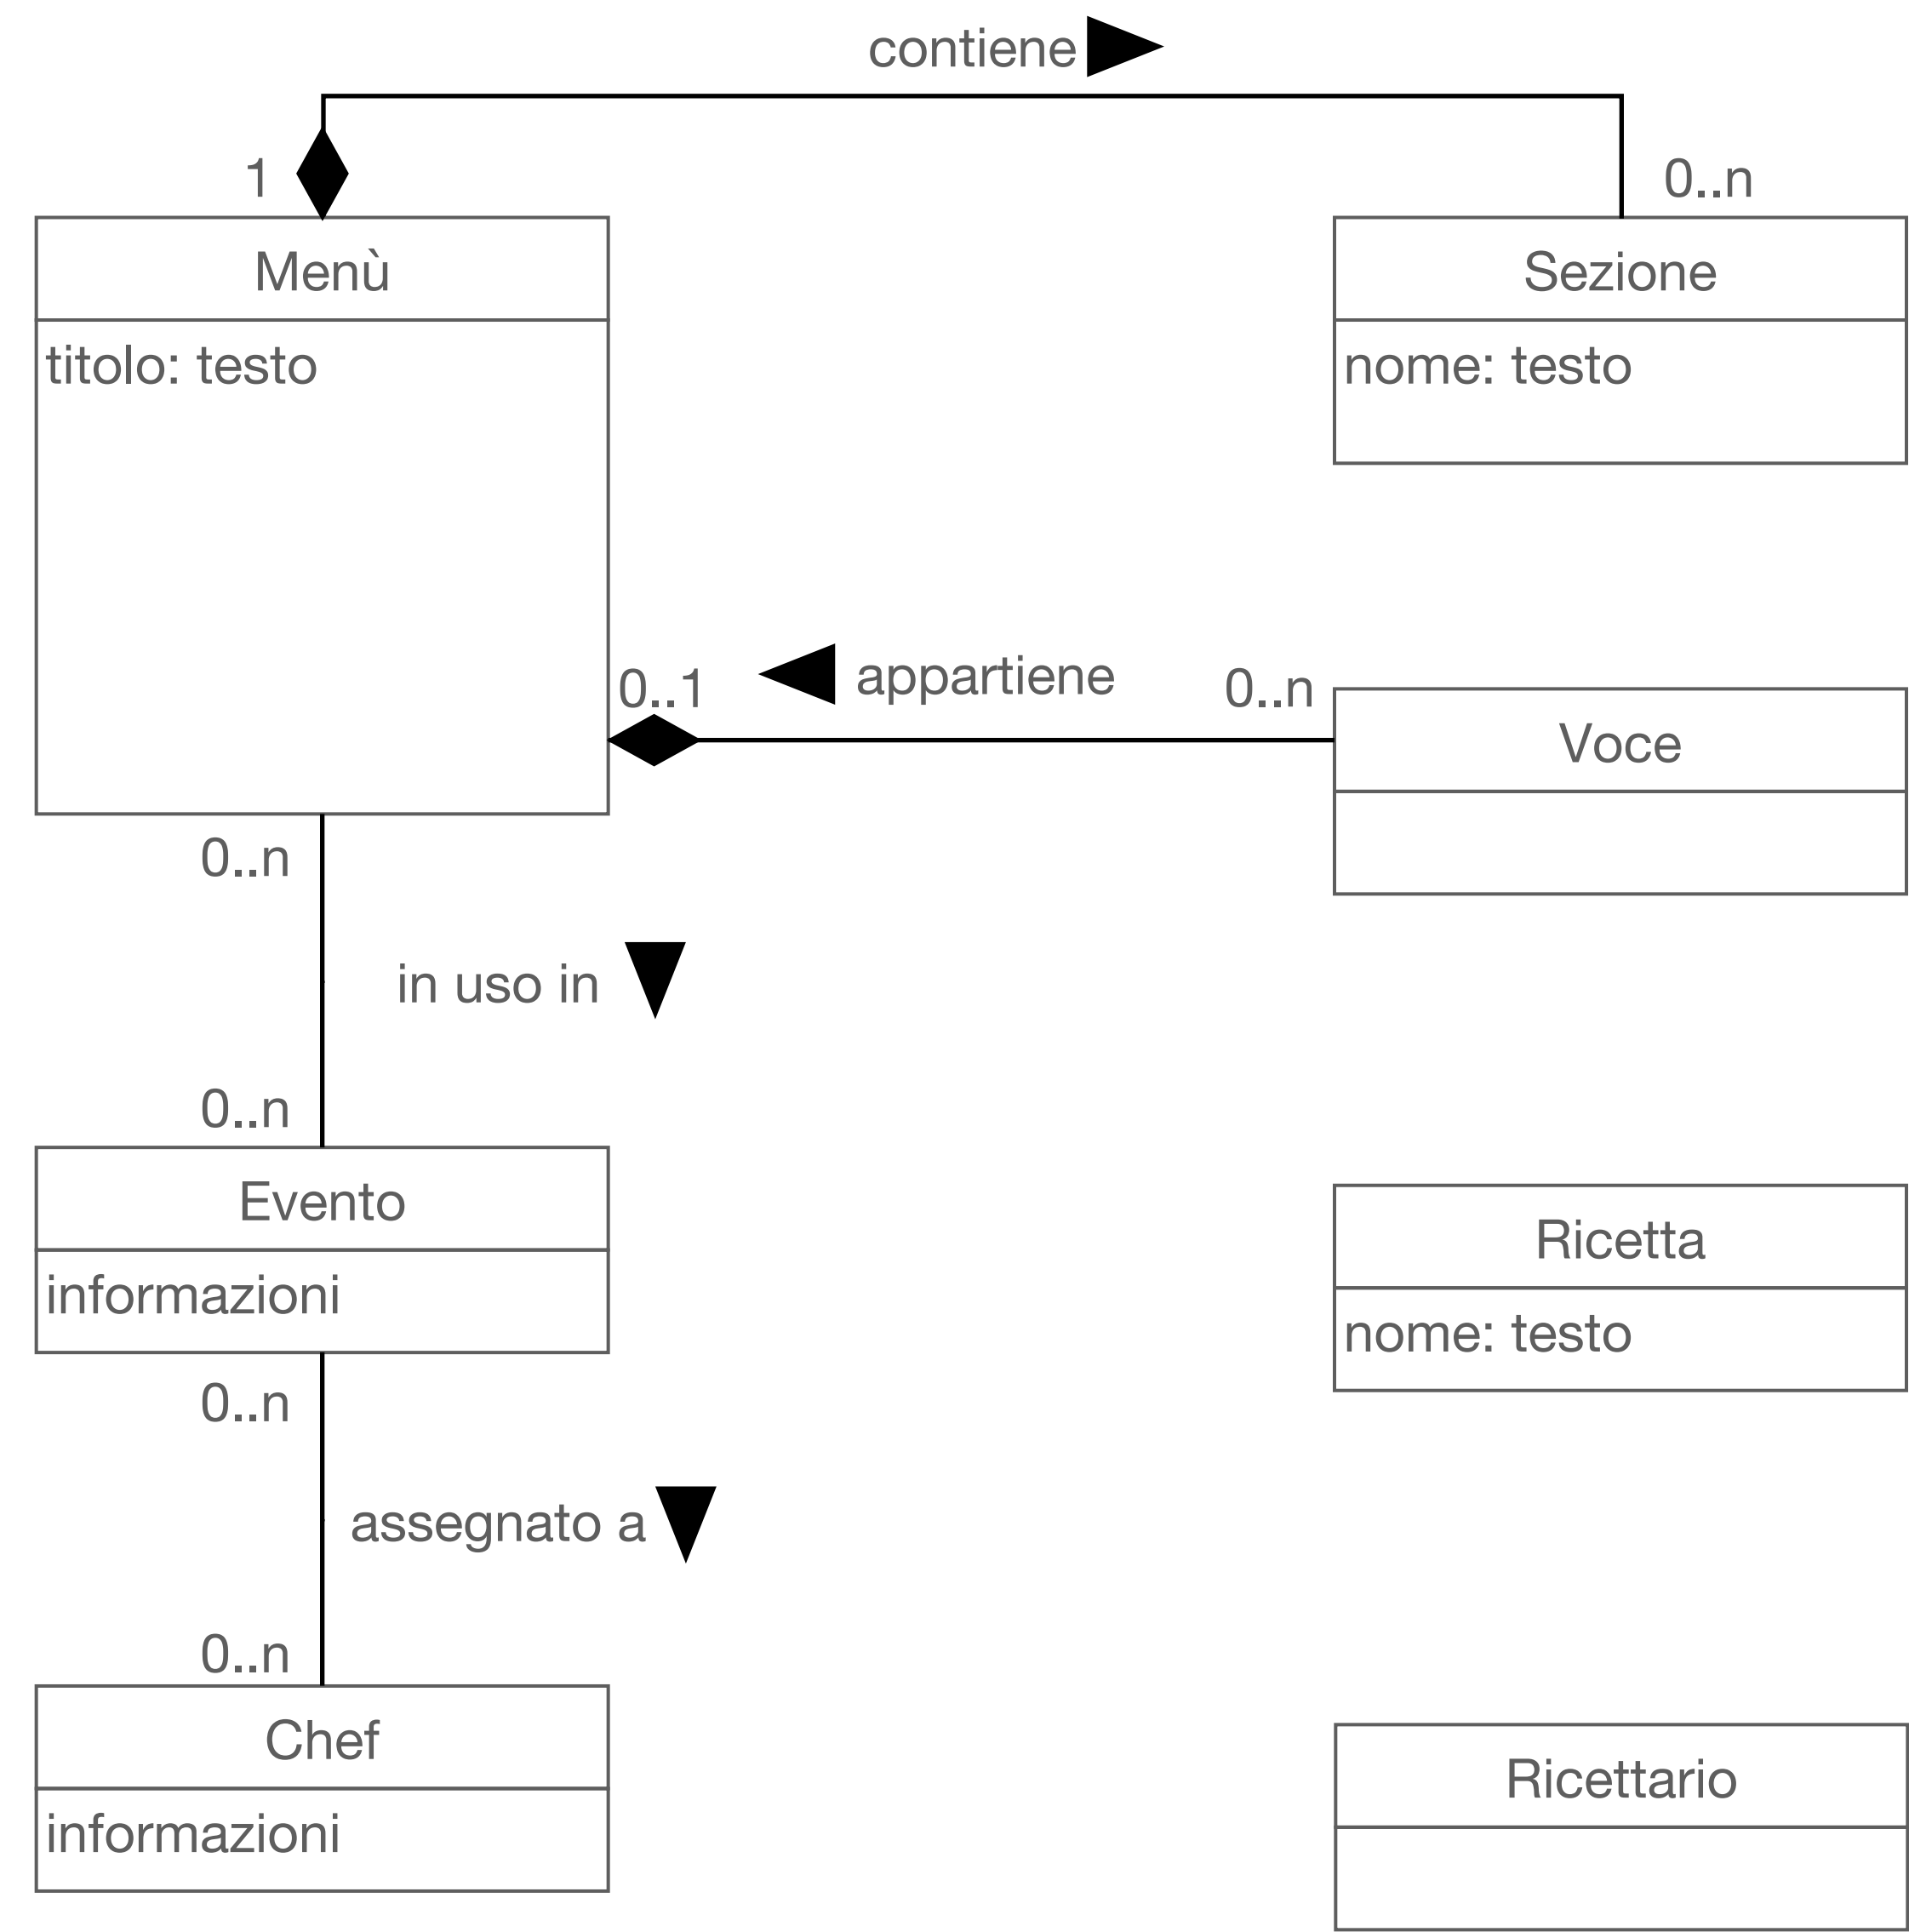 contiene
1
0..n
Menù
Sezione
titolo: testo
nome: testo
0..1
appartiene
0..n
Voce
0..n
in uso in
0..n
Evento
informazioni
Ricetta
nome: testo
0..n
assegnato a
0..n
Chef
informazioni
Ricettario